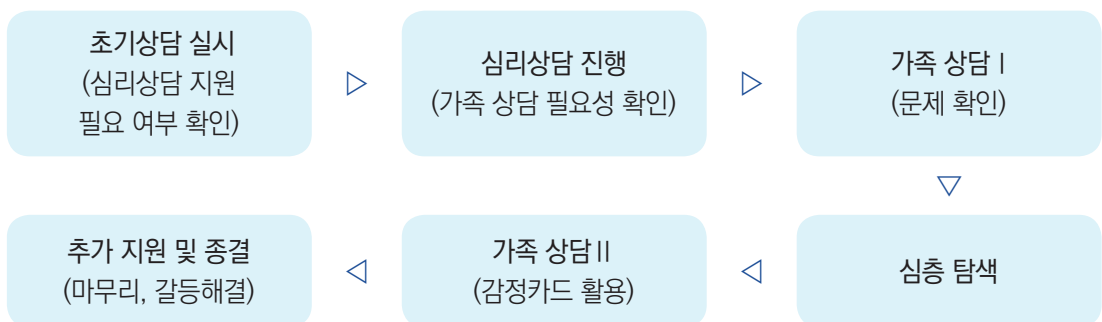 초기상담 실시
(심리상담 지원
필요 여부 확인)
심리상담 진행
(가족 상담 필요성 확인)
가족 상담 Ⅰ
(문제 확인)
심층 탐색
가족 상담 Ⅱ
(감정카드 활용)
추가 지원 및 종결
(마무리, 갈등해결)